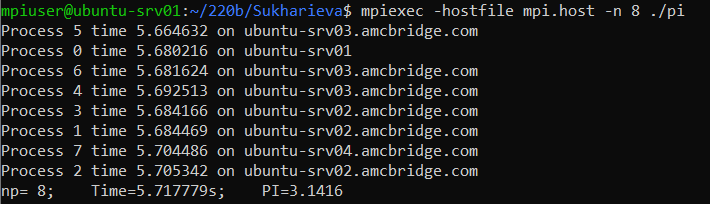 mpiuser@ubuntu-srv01:~/220b/Sukharieva$ mpiexec -hostfile mpi.host -n 8 ./pi
Process 5 time 5.664632 on ubuntu-srv03.amcbridge.com
Process 0 time 5.680216 on ubuntu-srv01
Process 6 time 5.681624 on ubuntu-srv03.amcbridge.com
Process 4 time 5.692513 on ubuntu-srv03.amcbridge.com
Process 3 time 5.684166 on ubuntu-srv02.amcbridge.com
Process 1 time 5.684469 on ubuntu-srv02.amcbridge.com
Process 7 time 5.704486 on ubuntu-srv04.amcbridge.com
Process 2 time 5.705342 on ubuntu-srv02.amcbridge.com
np= 8;    Time=5.717779s;    PI=3.1416